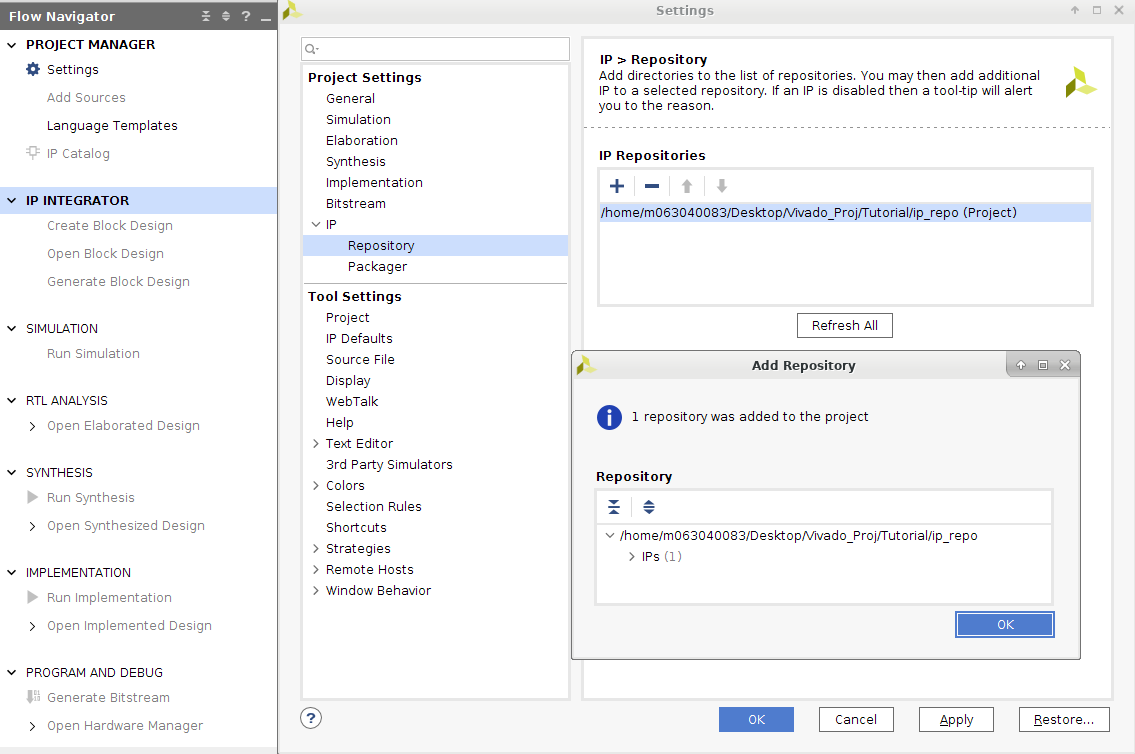 Flow Navigator
?
PROJECT MANAGER
Settings
Add Sources
Language Templates
IP Catalog
IP INTEGRATOR
Create Block Design
Open Block Design
Generate Block Design
SIMULATION
Run Simulation
RTL ANALYSIS
Open Elaborated Design
SYNTHESIS
Run Synthesis
Open Synthesized Design
IMPLEMENTATION
Run Implementation
Open Implemented Design
PROGRAM AND DEBUG
Generate Bitstream
Open Hardware Manager
Settings
Project Settings
General
Simulation
Elaboration
Synthesis
Implementation
Bitstream
IP
Repository
Packager
Tool Settings
Project
IP Defaults
Source File
Display
WebTalk
Help
Text Editor
3rd Party Simulators
Colors
Selection Rules
Shortcuts
Strategies
Remote Hosts
Window Behavior
IP > Repository
Add directories to the list of repositories. You may then add additional
IP to a selected repository. If an IP is disabled then a tool-tip will alert
you to the reason.
IP Repositories
/home/m063040083/Desktop/Vivado_Proj/Tutorial/ip_repo (Project)
Refresh All
Add Repository
1 repository was added to the project
Repository
/home/m063040083/Desktop/Vivado_Proj/Tutorial/ip_repo
IPs (1)
OK
?
OK
Cancel
Apply
Restore...